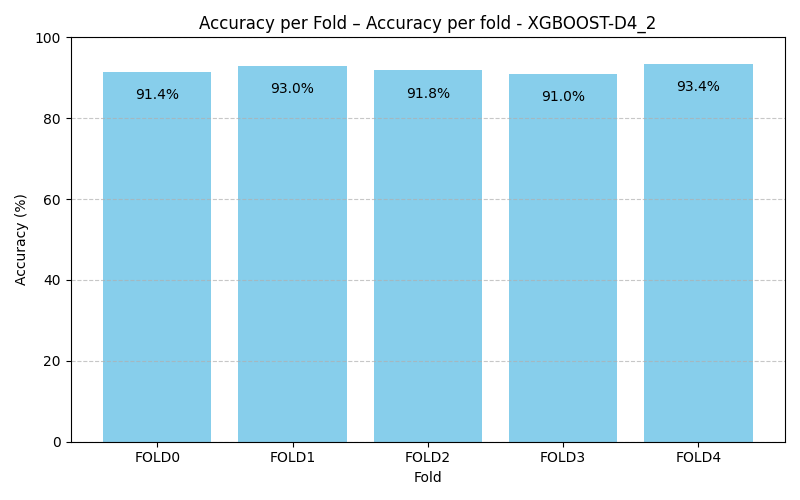 Accuracy per Fold – Accuracy per fold - XGBOOST-D4_2
100
80
60
40
20
0
Accuracy (%)
91.4%
93.0%
91.8%
91.0%
93.4%
FOLD0
FOLD1
FOLD2
FOLD3
FOLD4
Fold